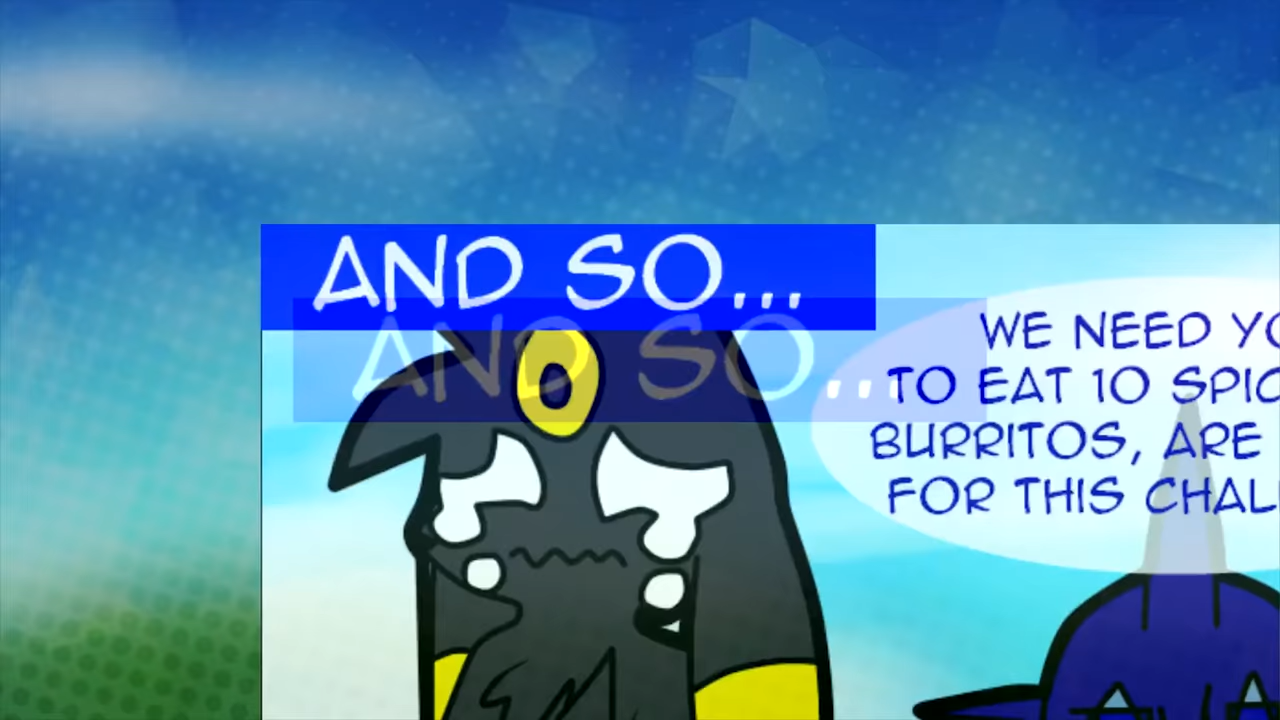 AND SO...
AND SO...
WE NEED YO
TO EAT 10 SPIC
BURRITOS, ARE
FOR THIS CHAL